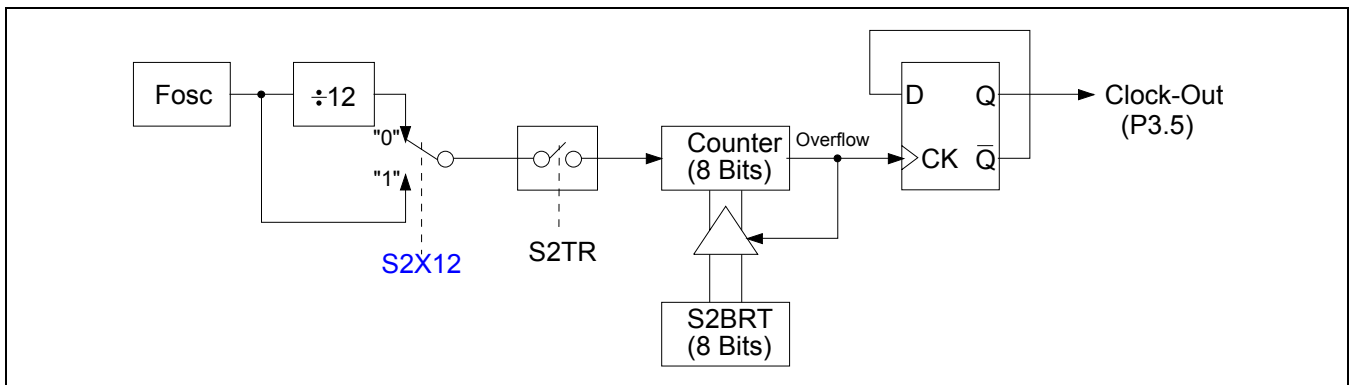 Fosc
÷12
"0"
"1"
S2X12
S2TR
Counter
(8 Bits)
Overflow
S2BRT
(8 Bits)
D
Q
CK
Q̅
Clock-Out
(P3.5)